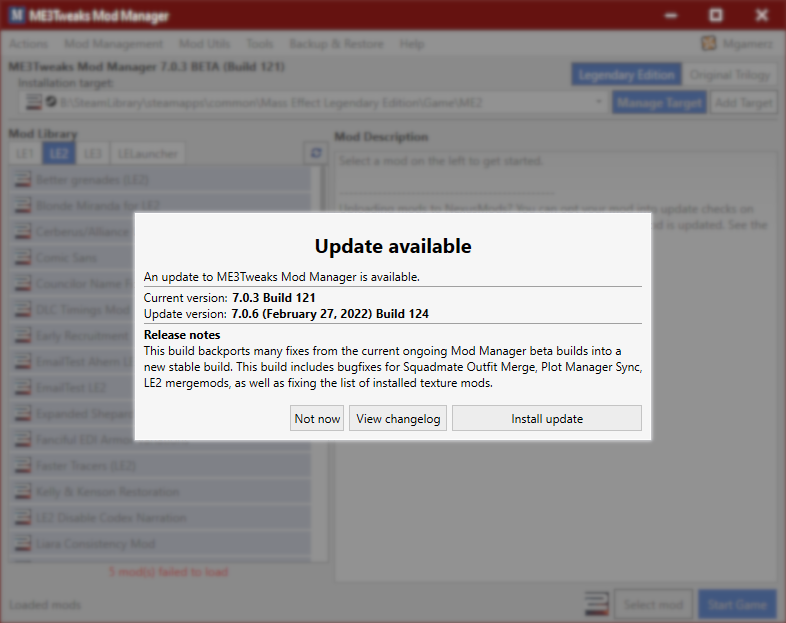 ME3Tweaks Mod Manager
Actions Mod Management Mod Utils Tools Backup & Restore Help Mgamerz
ME3Tweaks Mod Manager 7.0.3 BETA (Build 121)
Installation target:
Legendary Edition Original Trilogy
B:\SteamLibrary\steamapps\common\Mass Effect Legendary Edition\Game\ME2
Manage Target Add Target
Mod Library
LE1 LE2 LE3 LELauncher
Mod Description
Select a mod on the left to get started.
Uploading mods to NexusMods? You can get your mod into update checks on
is updated. See the
Better grenades (LE2)
Blonde Miranda for LE2
Cerberus/Alliance
Comic Sans
Councilor Name
DLC Timings Mod
Early Recruitment
EmailTest Ahern
EmailTest LE2
Expanded Shepard
Fanciful EDI Armor
Faster Tracers (LE2)
Kelly & Kenson Restoration
LE2 Disable Codex Narration
Liara Consistency Mod
5 mod(s) failed to load
Loaded mods
Select mod Start Game
Update available
An update to ME3Tweaks Mod Manager is available.
Current version: 7.0.3 Build 121
Update version: 7.0.6 (February 27, 2022) Build 124
Release notes
This build backports many fixes from the current ongoing Mod Manager beta builds into a
new stable build. This build includes bugfixes for Squadmate Outfit Merge, Plot Manager Sync,
LE2 mergemods, as well as fixing the list of installed texture mods.
Not now View changelog Install update